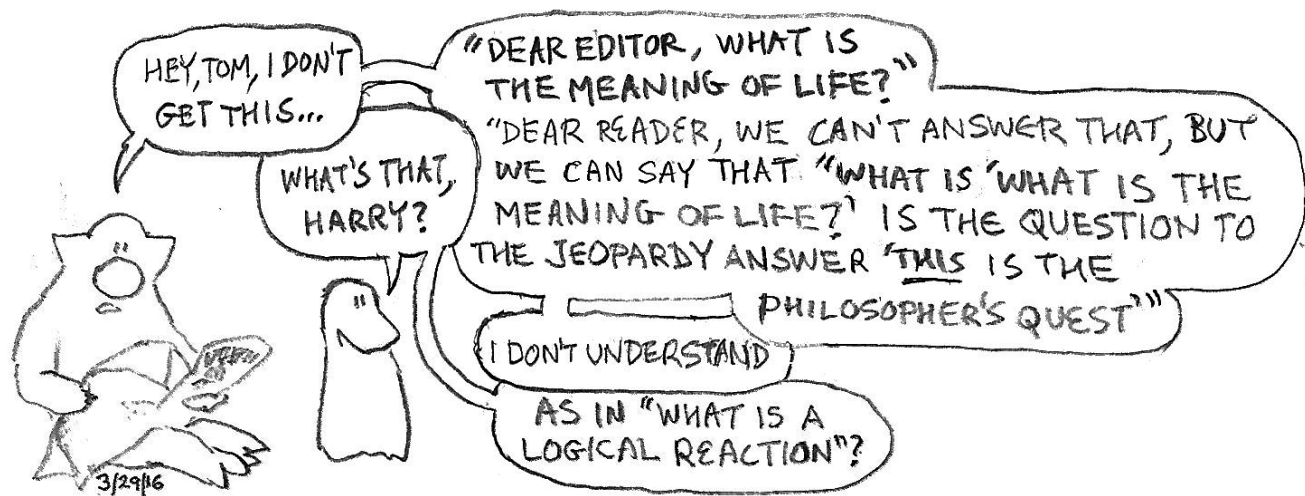 HEY, TOM, I DON'T
GET THIS...
WHAT'S THAT,
HARRY?
"DEAR EDITOR, WHAT IS
THE MEANING OF LIFE?"
"DEAR READER, WE CAN'T ANSWER THAT, BUT
WE CAN SAY THAT "WHAT IS 'WHAT IS THE
MEANING OF LIFE?' IS THE QUESTION TO
THE JEOPARDY ANSWER 'THIS IS THE
PHILOSOPHER'S QUEST'""
I DON'T UNDERSTAND
AS IN "WHAT IS A
LOGICAL REACTION"?
3/29/16